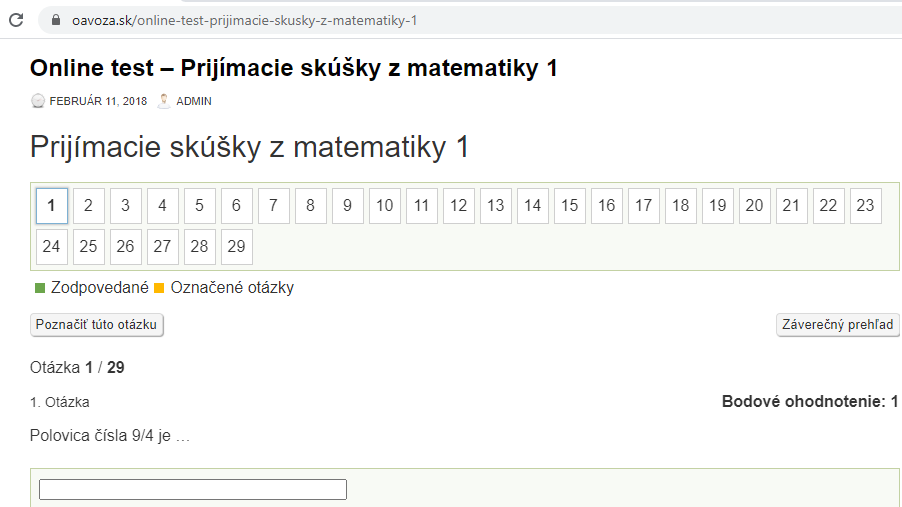 oavoza.sk/online-test-prijimacie-skusky-z-matematiky-1
Online test – Prijímacie skúšky z matematiky 1
FEBRUÁR 11, 2018 ADMIN
Prijímacie skúšky z matematiky 1
1 2 3 4 5 6 7 8 9 10 11 12 13 14 15 16 17 18 19 20 21 22 23
24 25 26 27 28 29
Zodpovedané Označené otázky
Poznačiť túto otázku Záverečný prehľad
Otázka 1 / 29
1. Otázka Bodové ohodnotenie: 1
Polovica čísla 9/4 je …